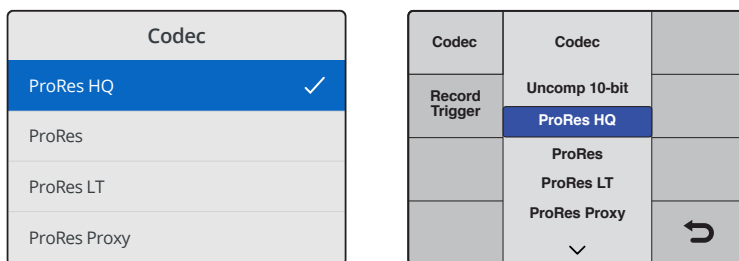 Codec
ProRes HQ
ProRes
ProRes LT
ProRes Proxy
Codec
Record
Trigger
Codec
Uncomp 10-bit
ProRes HQ
ProRes
ProRes LT
ProRes Proxy